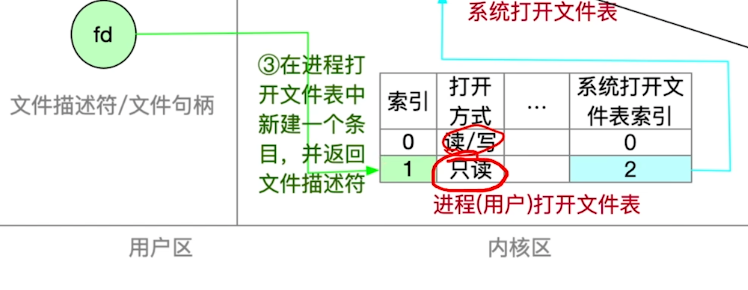 系统打开文件表
fd
文件描述符/文件句柄
③在进程打
开文件表中
新建一个条
目，并返回
文件描述符
索引 打开方式 … 系统打开文件表索引
0 读/写 0
1 只读 2
进程(用户)打开文件表
用户区
内核区